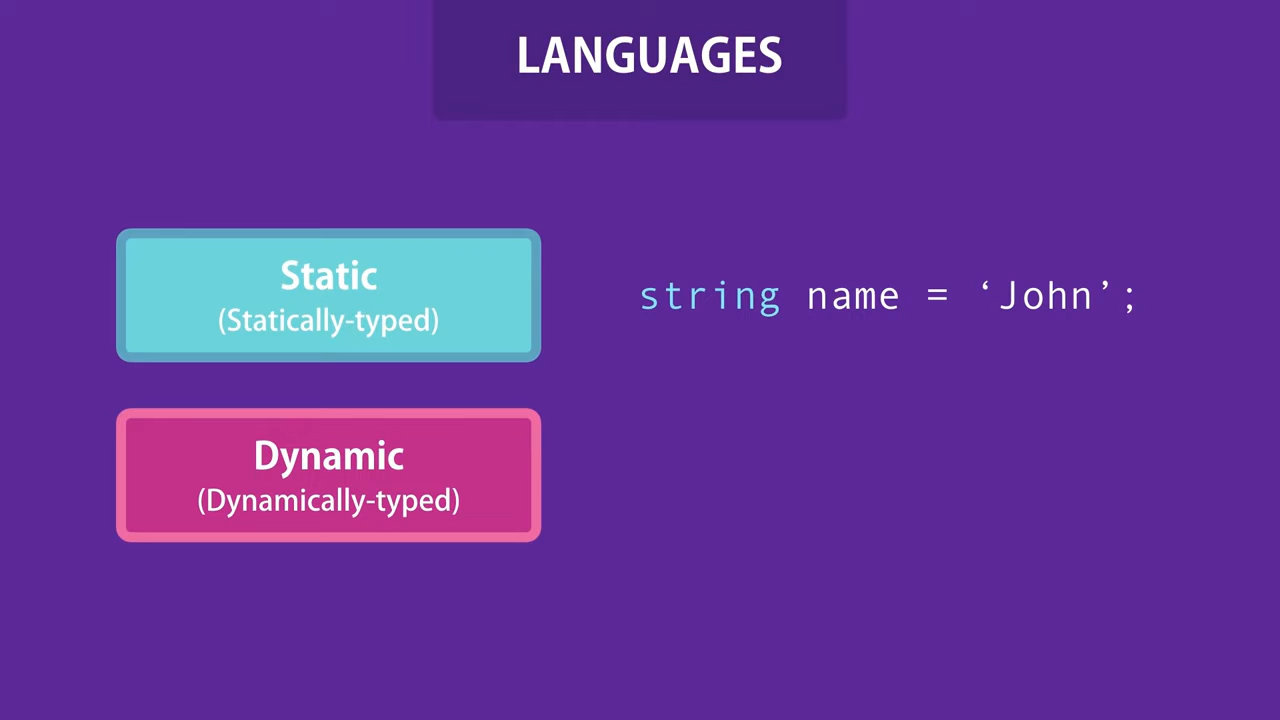 LANGUAGES
Static
(Statically-typed)
string name = ‘John’;
Dynamic
(Dynamically-typed)